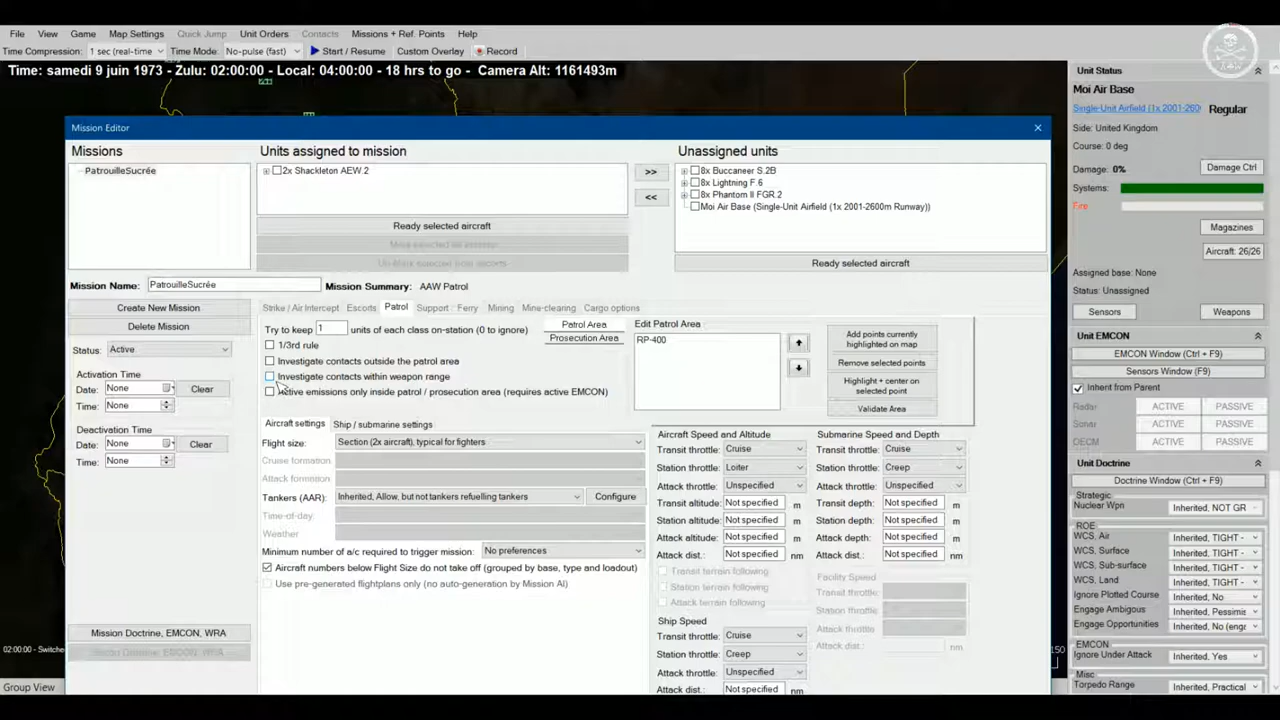 File View Game Map Settings Quick Jump Unit Orders Contacts Missions + Ref. Points Help
Time Compression: 1 sec (real-time) Time Mode: No-pulse (fast) Start / Resume Custom Overlay Record
Time: samedi 9 juin 1973 - Zulu: 02:00:00 - Local: 04:00:00 - 18 hrs to go - Camera Alt: 1161493m
AAW
Mission Editor
Missions
PatrouilleSucrée
Units assigned to mission
2x Shackleton AEW.2
>>
<<
Unassigned units
8x Buccaneer S.2B
8x Lightning F.6
8x Phantom II FGR.2
Moi Air Base (Single-Unit Airfield (1x 2001-2600m Runway))
Ready selected aircraft
Ready selected aircraft
Mission Name: PatrouilleSucrée Mission Summary: AAW Patrol
Create New Mission
Delete Mission
Status: Active
Activation Time
Date: None Clear
Time: None
Deactivation Time
Date: None Clear
Time: None
Mission Doctrine, EMCON, WRA
Strike / Air Intercept Escorts Patrol Support Ferry Mining Mine-clearing Cargo options
Try to keep 1 units of each class on-station (0 to ignore)
1/3rd rule
Investigate contacts outside the patrol area
Investigate contacts within weapon range
Active emissions only inside patrol / prosecution area (requires active EMCON)
Patrol Area
Prosecution Area
Edit Patrol Area
RP-400
Add points currently
highlighted on map
Remove selected points
Highlight + center on
selected point
Validate Area
Aircraft settings Ship / submarine settings
Flight size: Section (2x aircraft), typical for fighters
Cruise formation
Attack formation
Tankers (AAR): Inherited, Allow, but not tankers refuelling tankers Configure
Time-of-day
Weather
Minimum number of a/c required to trigger mission: No preferences
Aircraft numbers below Flight Size do not take off (grouped by base, type and loadout)
Use pre-generated flightplans only (no auto-generation by Mission AI)
Aircraft Speed and Altitude
Transit throttle: Cruise
Station throttle: Loiter
Attack throttle: Unspecified
Transit altitude: Not specified m
Station altitude: Not specified m
Attack altitude: Not specified m
Attack dist.: Not specified nm
Transit terrain following
Station terrain following
Attack terrain following
Ship Speed
Transit throttle: Cruise
Station throttle: Creep
Attack throttle: Unspecified
Attack dist.: Not specified nm
Submarine Speed and Depth
Transit throttle: Cruise
Station throttle: Creep
Attack throttle: Unspecified
Transit depth: Not specified m
Station depth: Not specified m
Attack depth: Not specified m
Attack dist.: Not specified nm
Facility Speed
Transit throttle:
Station throttle:
Attack throttle:
Attack dist.: nm
Unit Status
Moi Air Base
Single-Unit Airfield (1x 2001-260 Regular
Side: United Kingdom
Course: 0 deg
Damage: 0% Damage Ctrl
Systems:
Fire
Magazines
Aircraft: 26/26
Assigned base: None
Status: Unassigned
Sensors Weapons
Unit EMCON
EMCON Window (Ctrl + F9)
Sensors Window (F9)
Inherit from Parent
Radar ACTIVE PASSIVE
Sonar ACTIVE PASSIVE
OECM ACTIVE PASSIVE
Unit Doctrine
Doctrine Window (Ctrl + F9)
Strategic
Nuclear Wpn Inherited, NOT GR
ROE
WCS, Air Inherited, TIGHT -
WCS, Surface Inherited, TIGHT -
WCS, Sub-surface Inherited, TIGHT -
WCS, Land Inherited, TIGHT -
Ignore Plotted Course Inherited, No
Engage Ambiguous Inherited, Pessimis
Engage Opportunities Inherited, No (engag
EMCON
Ignore Under Attack Inherited, Yes
Misc
Torpedo Range Inherited, Practical
02:00:00 - Switched
150
Group View